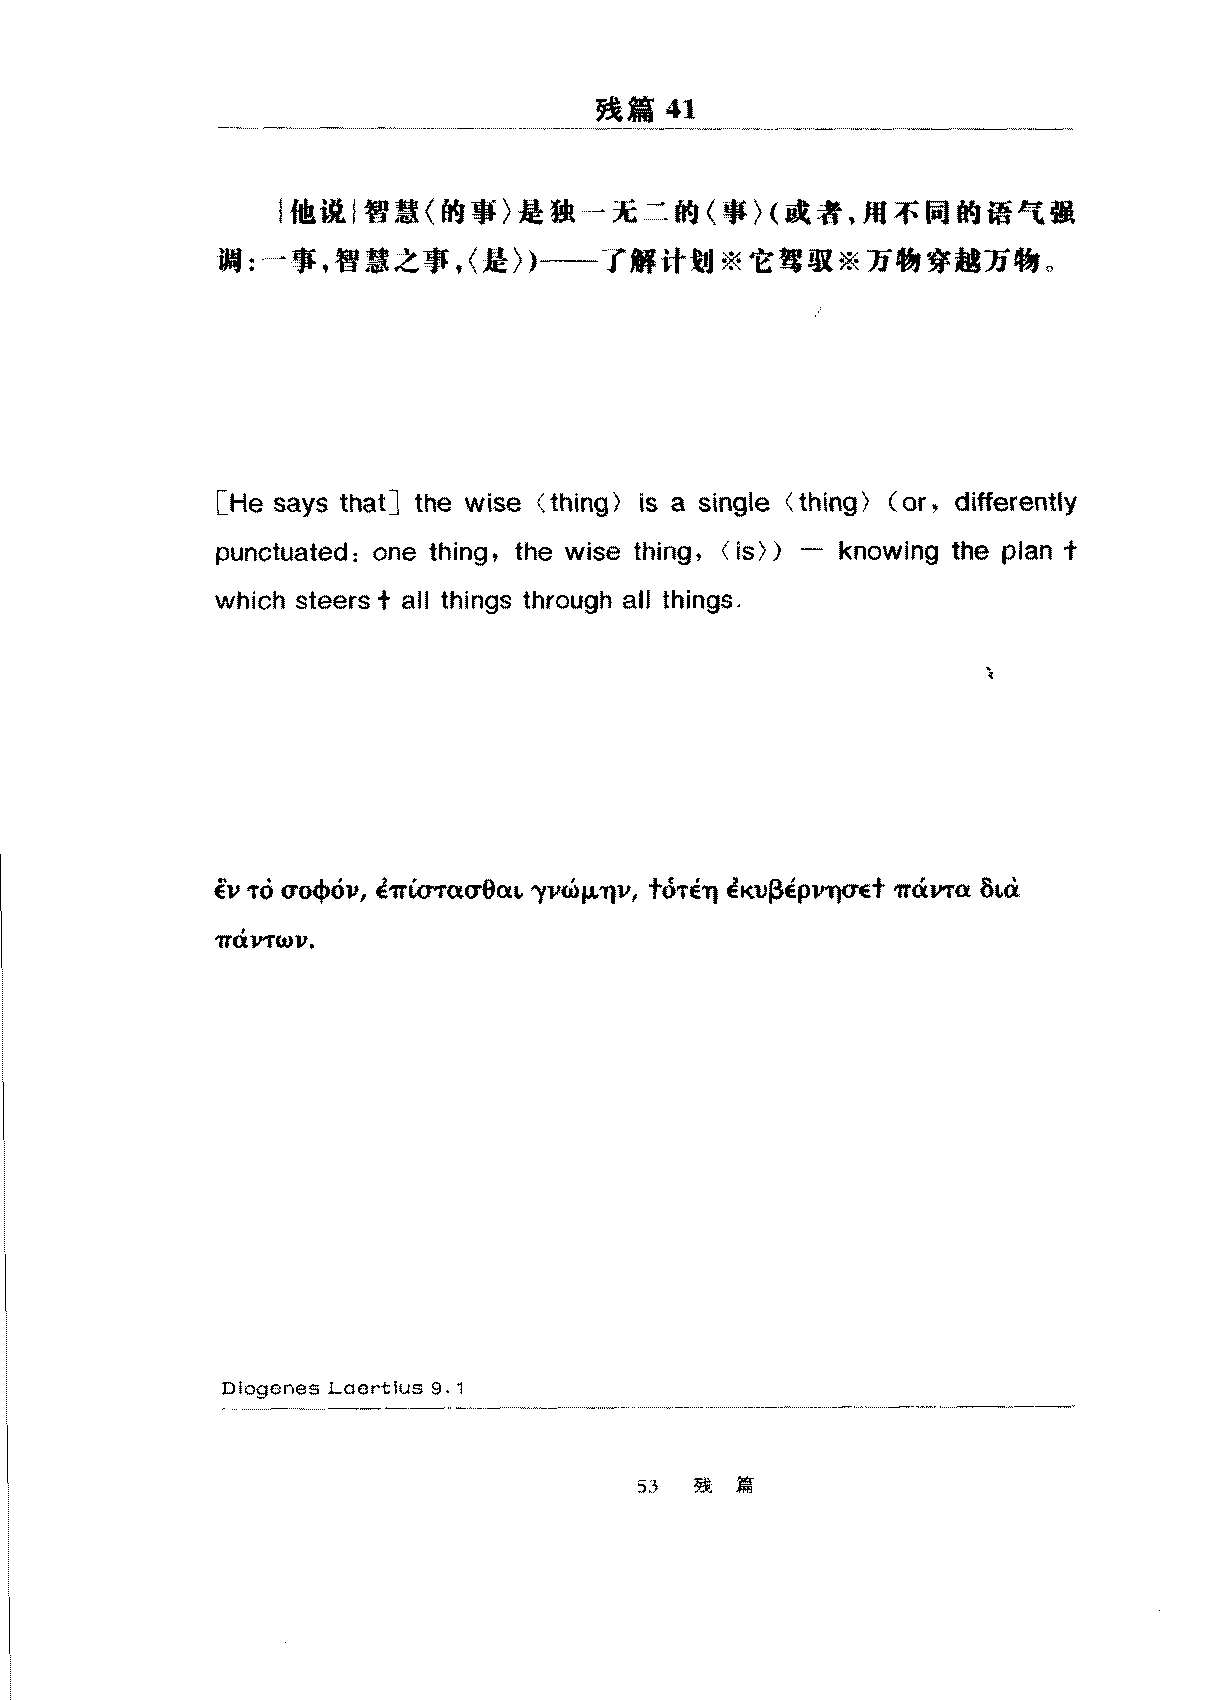 残篇 41
[他说]智慧〈的事〉是独一无二的〈事〉(或者,用不同的语气强
调:一事,智慧之事,〈是〉)——了解计划※它驾驭※万物穿越万物。
[He says that] the wise 〈thing〉 is a single 〈thing〉 (or, differently
punctuated: one thing, the wise thing, 〈is〉) — knowing the plan †
which steers † all things through all things.
ἓν τὸ σοφόν, ἐπίστασθαι γνώμην, †ὁτέη ἐκυβέρνησε† πάντα διὰ
πάντων.
Diogenes Laertius 9.1
53 残 篇